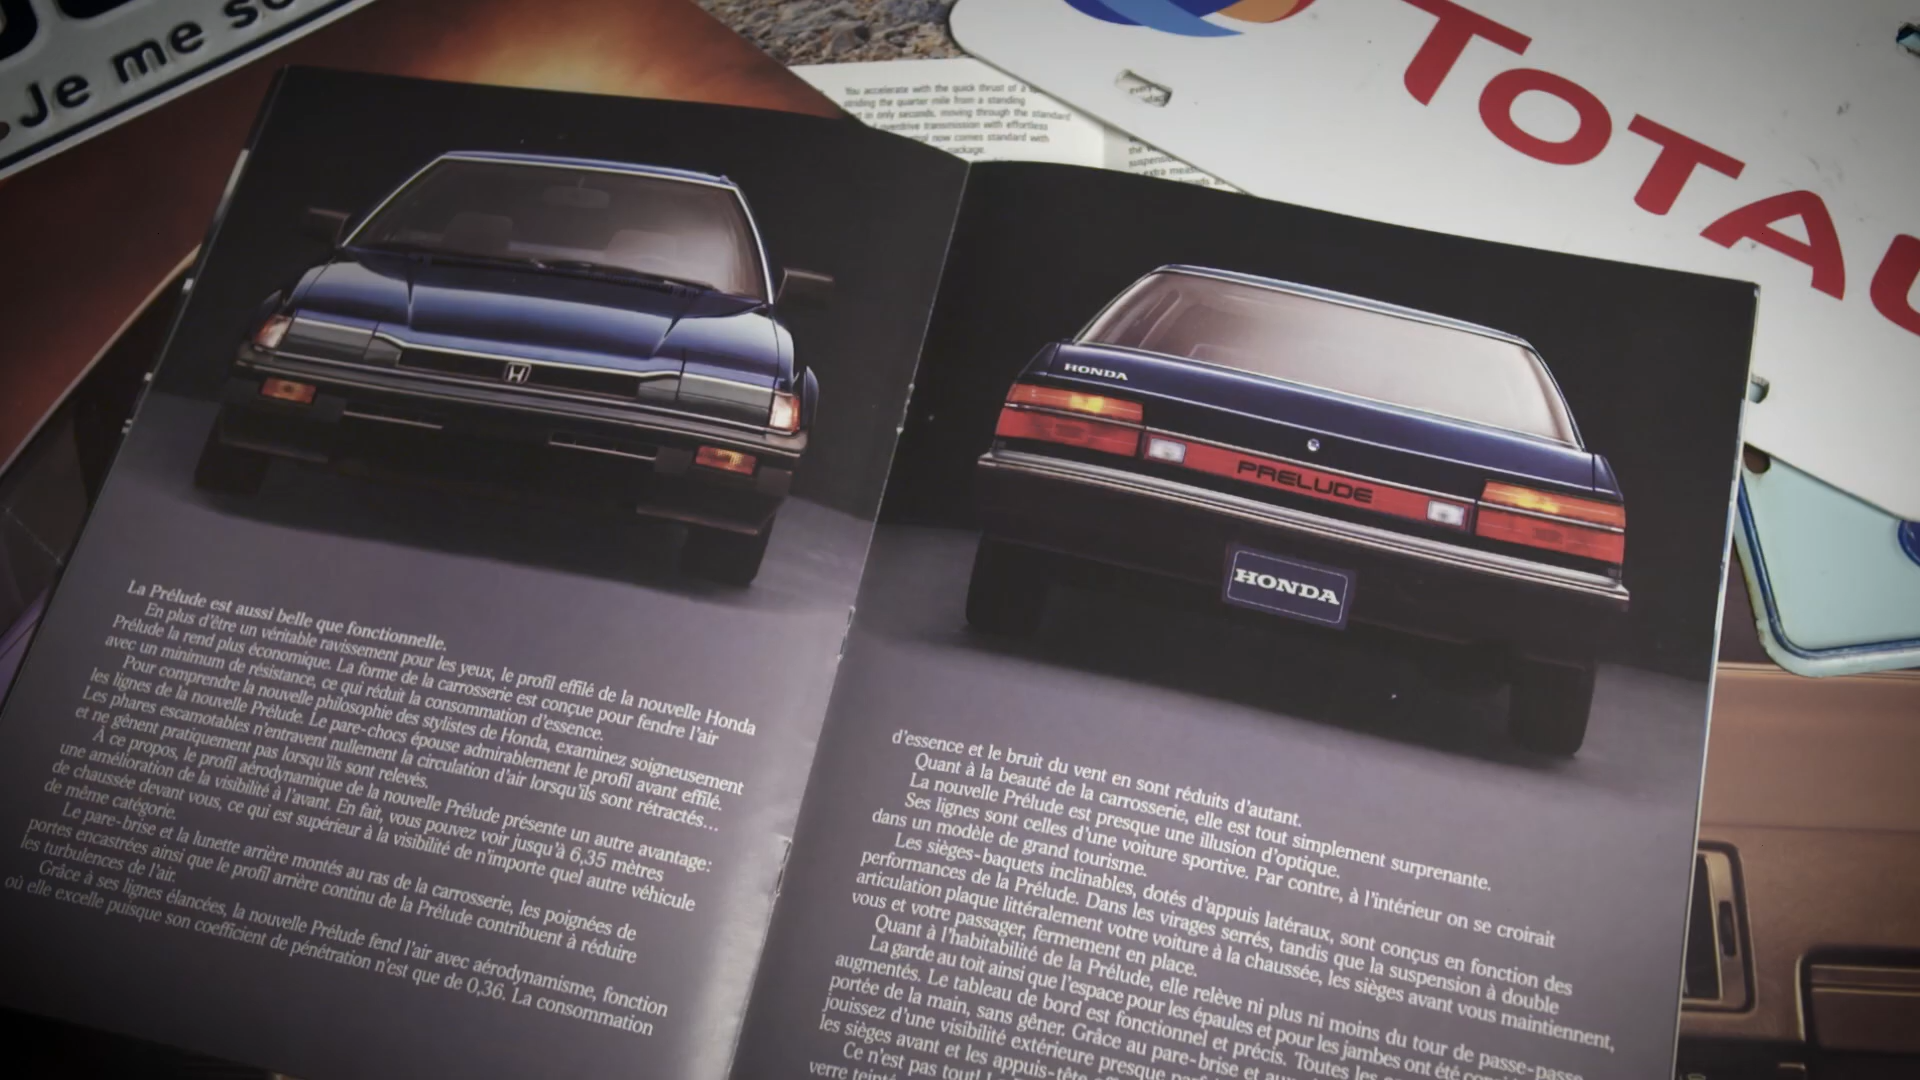 Je me so
You accelerate with the quick thrust of a
striding the quarter mile from a standing
in only seconds, moving through the standard
overdrive transmission with effortless
now comes standard with
package.
every
TOTAL
HONDA
PRELUDE
HONDA
La Prélude est aussi belle que fonctionnelle.
En plus d'être un véritable ravissement pour les yeux, le profil effilé de la nouvelle Honda
Prélude la rend plus économique. La forme de la carrosserie est conçue pour fendre l'air
avec un minimum de résistance, ce qui réduit la consommation d'essence.
Pour comprendre la nouvelle philosophie des stylistes de Honda, examinez soigneusement
les lignes de la nouvelle Prélude. Le pare-chocs épouse admirablement le profil avant effilé.
Les phares escamotables n'entravent nullement la circulation d'air lorsqu'ils sont rétractés...
et ne gênent pratiquement pas lorsqu'ils sont relevés.
À ce propos, le profil aérodynamique de la nouvelle Prélude présente un autre avantage:
une amélioration de la visibilité à l'avant. En fait, vous pouvez voir jusqu'à 6,35 mètres
de chaussée devant vous, ce qui est supérieur à la visibilité de n'importe quel autre véhicule
de même catégorie.
Le pare-brise et la lunette arrière montés au ras de la carrosserie, les poignées de
portes encastrées ainsi que le profil arrière continu de la Prélude contribuent à réduire
les turbulences de l'air.
Grâce à ses lignes élancées, la nouvelle Prélude fend l'air avec aérodynamisme, fonction
où elle excelle puisque son coefficient de pénétration n'est que de 0,36. La consommation
d'essence et le bruit du vent en sont réduits d'autant.
Quant à la beauté de la carrosserie, elle est tout simplement surprenante.
La nouvelle Prélude est presque une illusion d'optique.
Ses lignes sont celles d'une voiture sportive. Par contre, à l'intérieur on se croirait
dans un modèle de grand tourisme.
Les sièges-baquets inclinables, dotés d'appuis latéraux, sont conçus en fonction des
performances de la Prélude. Dans les virages serrés, tandis que la suspension à double
articulation plaque littéralement votre voiture à la chaussée, les sièges avant vous maintiennent,
vous et votre passager, fermement en place.
Quant à l'habitabilité de la Prélude, elle relève ni plus ni moins du tour de passe-passe.
La garde au toit ainsi que l'espace pour les épaules et pour les jambes ont été
augmentés. Le tableau de bord est fonctionnel et précis. Toutes les
portée de la main, sans gêner. Grâce au pare-brise et
jouissez d'une visibilité extérieure presque
les sièges avant et les appuis-tête
Ce n'est pas tout!
verre teinté